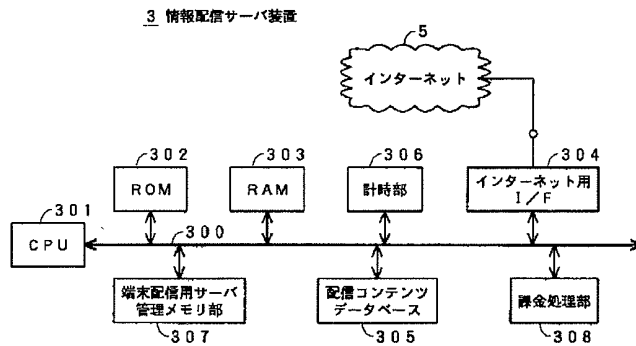 3 情報配信サーバ装置
5
インターネット
302
303
306
304
ROM
RAM
計時部
インターネット用
I/F
301
CPU
300
端末配信用サーバ
管理メモリ部
配信コンテンツ
データベース
課金処理部
307
305
308